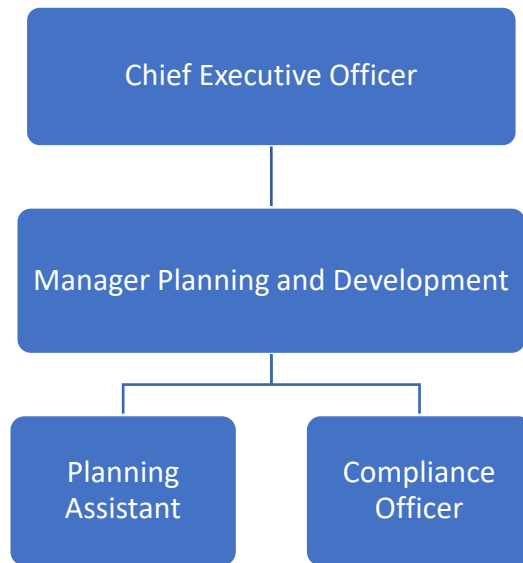 Chief Executive Officer
Manager Planning and Development
Planning
Assistant
Compliance
Officer